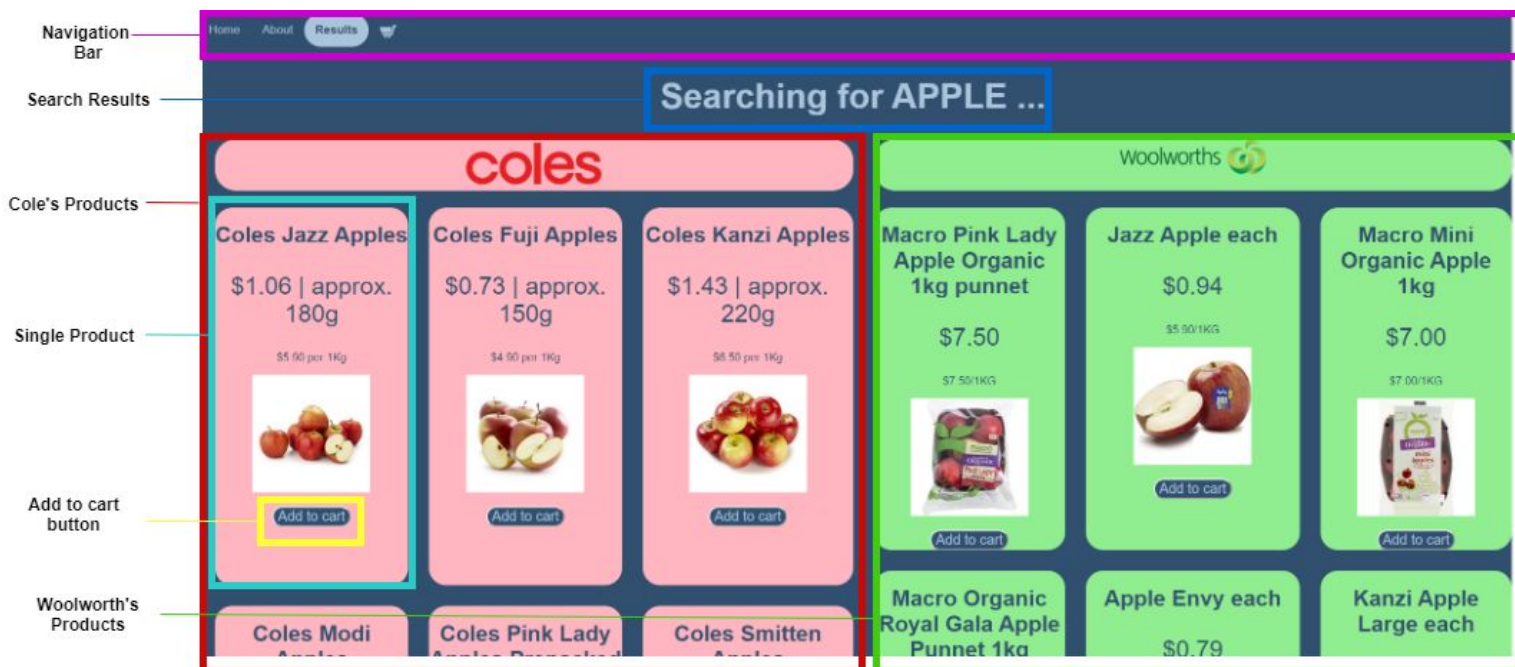 Navigation
Bar
Home About Results
Search Results
Searching for APPLE ...
Cole's Products
coles
Woolworths
Single Product
Coles Jazz Apples
$1.06 | approx.
180g
$5.90 per 1Kg
Add to cart
Coles Fuji Apples
$0.73 | approx.
150g
$4.90 per 1Kg
Add to cart
Coles Kanzi Apples
$1.43 | approx.
220g
$6.50 per 1Kg
Add to cart
Macro Pink Lady
Apple Organic
1kg punnet
$7.50
$7.50/1KG
Add to cart
Jazz Apple each
$0.94
$5.90/1KG
Add to cart
Macro Mini
Organic Apple
1kg
$7.00
$7.00/1KG
mini
apples
Add to cart
Add to cart
button
Woolworth's
Products
Coles Modi
Apples
Coles Pink Lady
Apples Prepacked
Coles Smitten
Apples
Macro Organic
Royal Gala Apple
Punnet 1kg
Apple Envy each
$0.79
Kanzi Apple
Large each